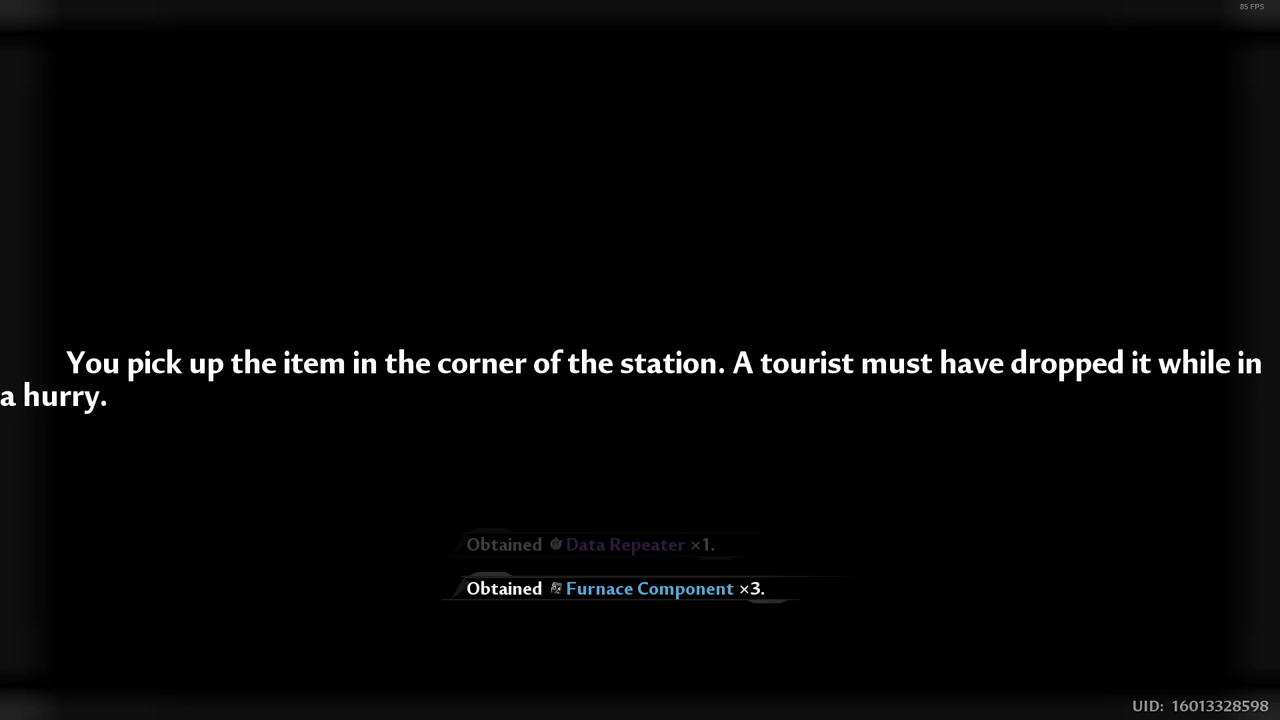 85 FPS
You pick up the item in the corner of the station. A tourist must have dropped it while in
a hurry.
Obtained Data Repeater ×1.
Obtained Furnace Component ×3.
UID: 16013328598